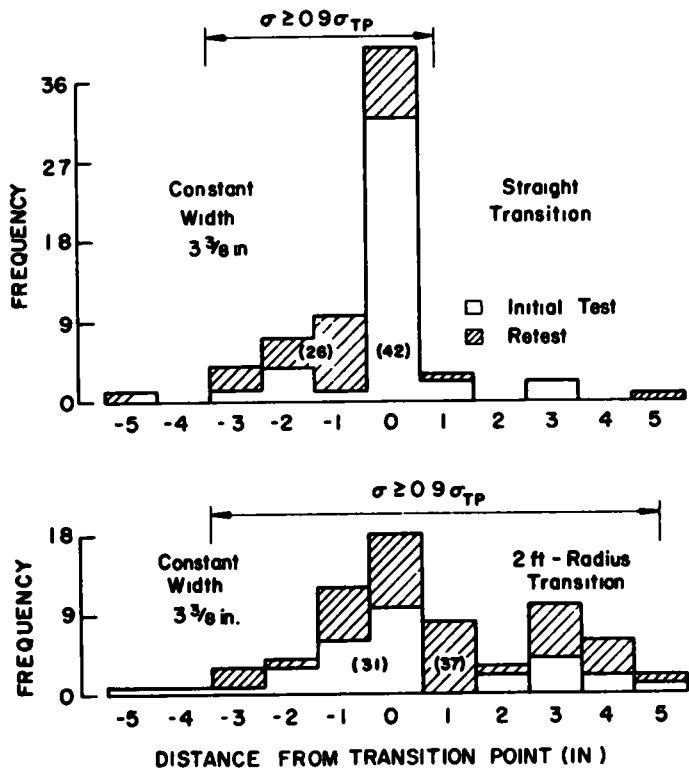 σ ≥ 0 9 σTP
36
27
18
9
0
FREQUENCY
Constant
Width
3 3/8 in
Straight
Transition
Initial Test
Retest
(26)
(42)
-5 -4 -3 -2 -1 0 1 2 3 4 5
σ ≥ 0 9 σTP
18
9
0
FREQUENCY
Constant
Width
3 3/8 in.
2 ft - Radius
Transition
(31)
(37)
-5 -4 -3 -2 -1 0 1 2 3 4 5
DISTANCE FROM TRANSITION POINT (IN)